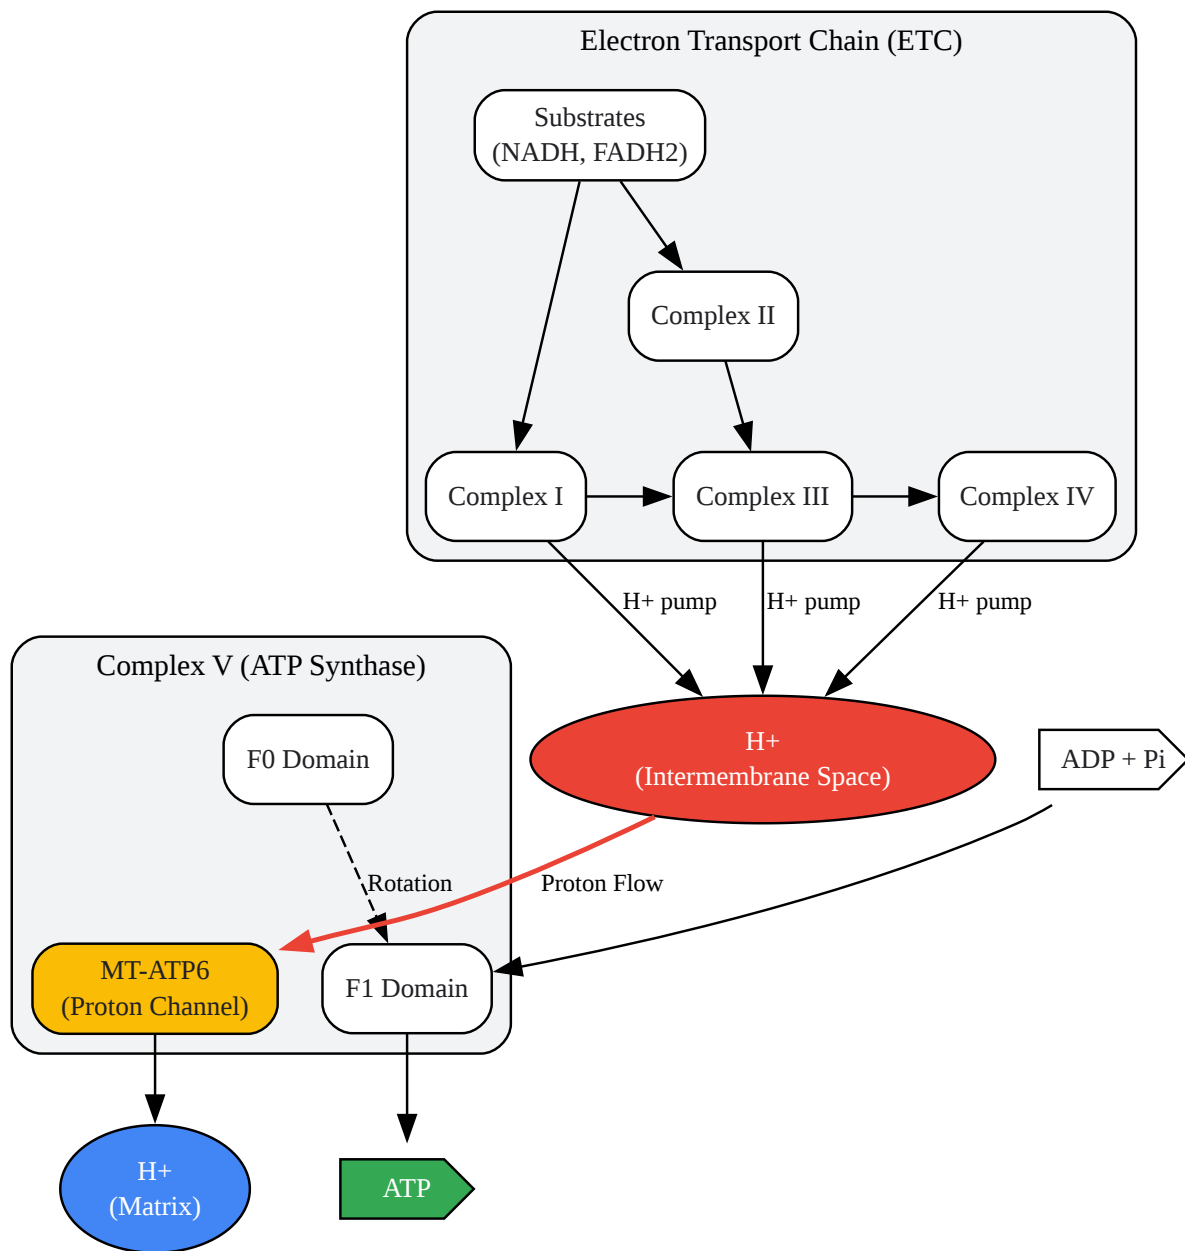 Electron Transport Chain (ETC)
Substrates
(NADH, FADH2)
Complex II
Complex I
Complex III
Complex IV
H+ pump
H+ pump
H+ pump
Complex V (ATP Synthase)
F0 Domain
H+
(Intermembrane Space)
ADP + Pi
Rotation
Proton Flow
MT-ATP6
(Proton Channel)
F1 Domain
H+
(Matrix)
ATP